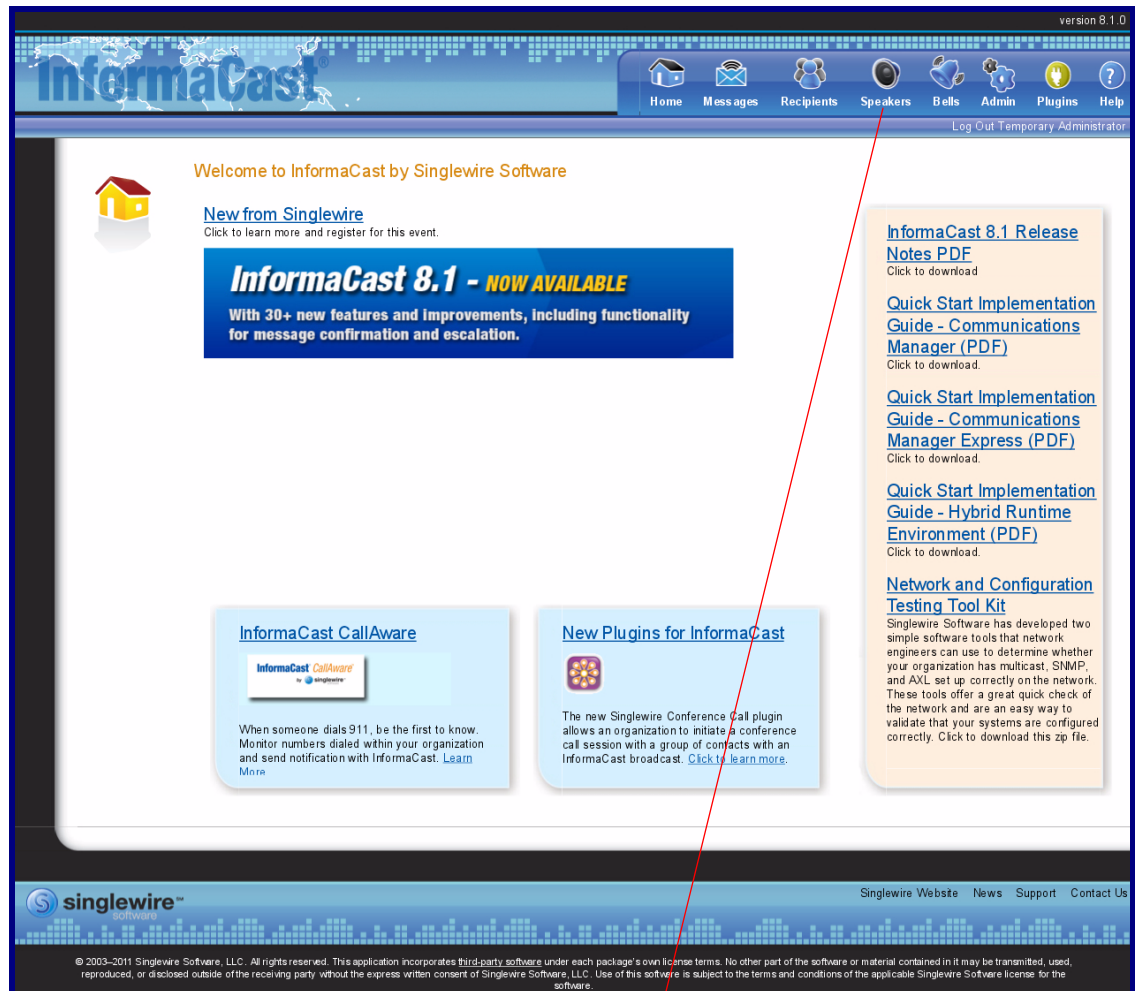 version 8.1.0
InformaCast®
Home Messages Recipients Speakers Bells Admin Plugins Help
Log Out Temporary Administrator
Welcome to InformaCast by Singlewire Software
New from Singlewire
Click to learn more and register for this event.
InformaCast 8.1 - NOW AVAILABLE
With 30+ new features and improvements, including functionality
for message confirmation and escalation.
InformaCast 8.1 Release
Notes PDF
Click to download
Quick Start Implementation
Guide - Communications
Manager (PDF)
Click to download.
Quick Start Implementation
Guide - Communications
Manager Express (PDF)
Click to download.
Quick Start Implementation
Guide - Hybrid Runtime
Environment (PDF)
Click to download.
Network and Configuration
Testing Tool Kit
Singlewire Software has developed two
simple software tools that network
engineers can use to determine whether
your organization has multicast, SNMP,
and AXL set up correctly on the network.
These tools offer a great quick check of
the network and are an easy way to
validate that your systems are configured
correctly. Click to download this zip file.
InformaCast CallAware
InformaCast CallAware
by singlewire
When someone dials 911, be the first to know.
Monitor numbers dialed within your organization
and send notification with InformaCast. Learn
More
New Plugins for InformaCast
The new Singlewire Conference Call plugin
allows an organization to initiate a conference
call session with a group of contacts with an
InformaCast broadcast. Click to learn more.
singlewire™
software
Singlewire Website News Support Contact Us
© 2003–2011 Singlewire Software, LLC. All rights reserved. This application incorporates third-party software under each package's own license terms. No other part of the software or material contained in it may be transmitted, used,
reproduced, or disclosed outside of the receiving party without the express written consent of Singlewire Software, LLC. Use of this software is subject to the terms and conditions of the applicable Singlewire Software license for the
software.